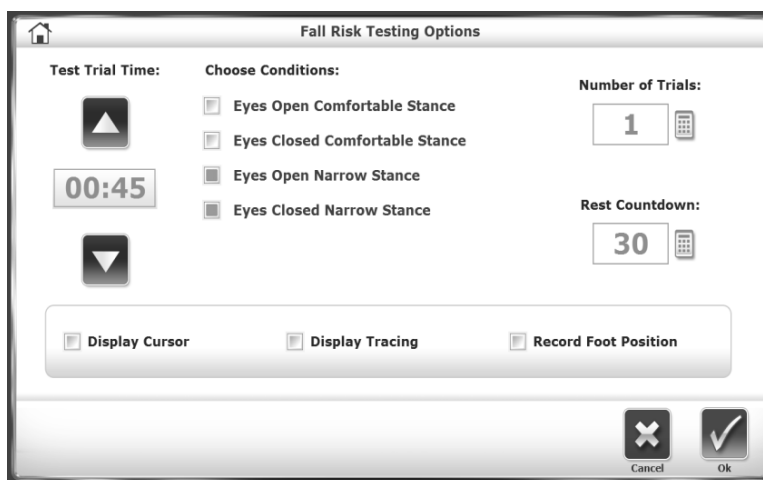 Fall Risk Testing Options
Test Trial Time:
00:45
Choose Conditions:
Eyes Open Comfortable Stance
Eyes Closed Comfortable Stance
Eyes Open Narrow Stance
Eyes Closed Narrow Stance
Number of Trials:
1
Rest Countdown:
30
Display Cursor
Display Tracing
Record Foot Position
Cancel
Ok